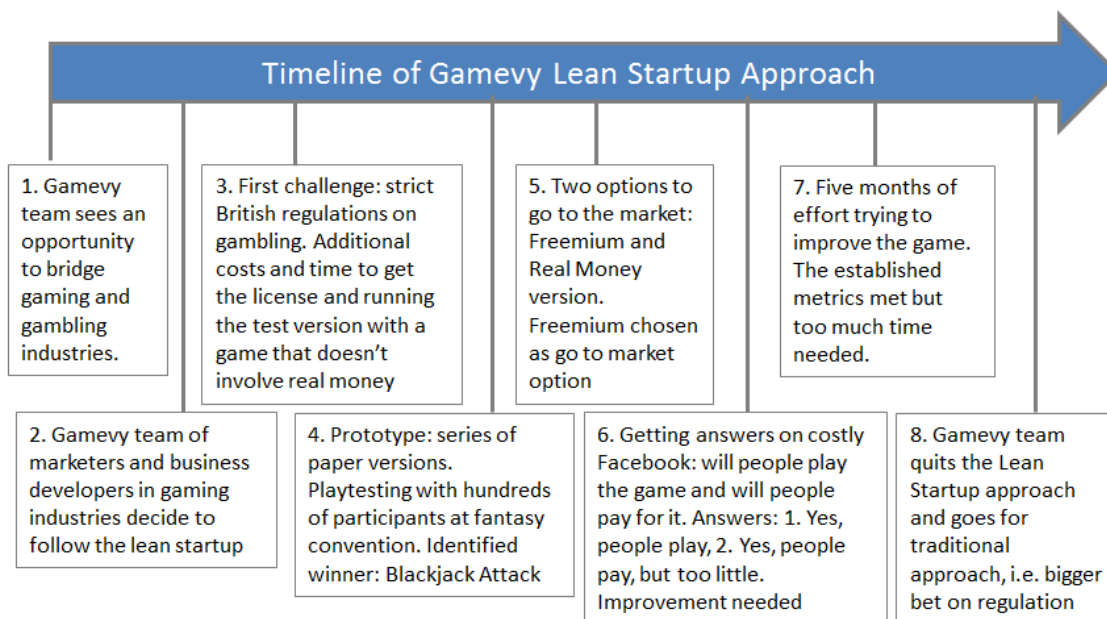 Timeline of Gamevy Lean Startup Approach
1. Gamevy
team sees an
opportunity
to bridge
gaming and
gambling
industries.
2. Gamevy team of
marketers and business
developers in gaming
industries decide to
follow the lean startup
3. First challenge: strict
British regulations on
gambling. Additional
costs and time to get
the license and running
the test version with a
game that doesn't
involve real money
4. Prototype: series of
paper versions.
Playtesting with hundreds
of participants at fantasy
convention. Identified
winner: Blackjack Attack
5. Two options to
go to the market:
Freemium and
Real Money
version.
Freemium chosen
as go to market
option
6. Getting answers on costly
Facebook: will people play
the game and will people
pay for it. Answers: 1. Yes,
people play, 2. Yes, people
pay, but too little.
Improvement needed
7. Five months of
effort trying to
improve the game.
The established
metrics met but
too much time
needed.
8. Gamevy team
quits the Lean
Startup approach
and goes for
traditional
approach, i.e. bigger
bet on regulation